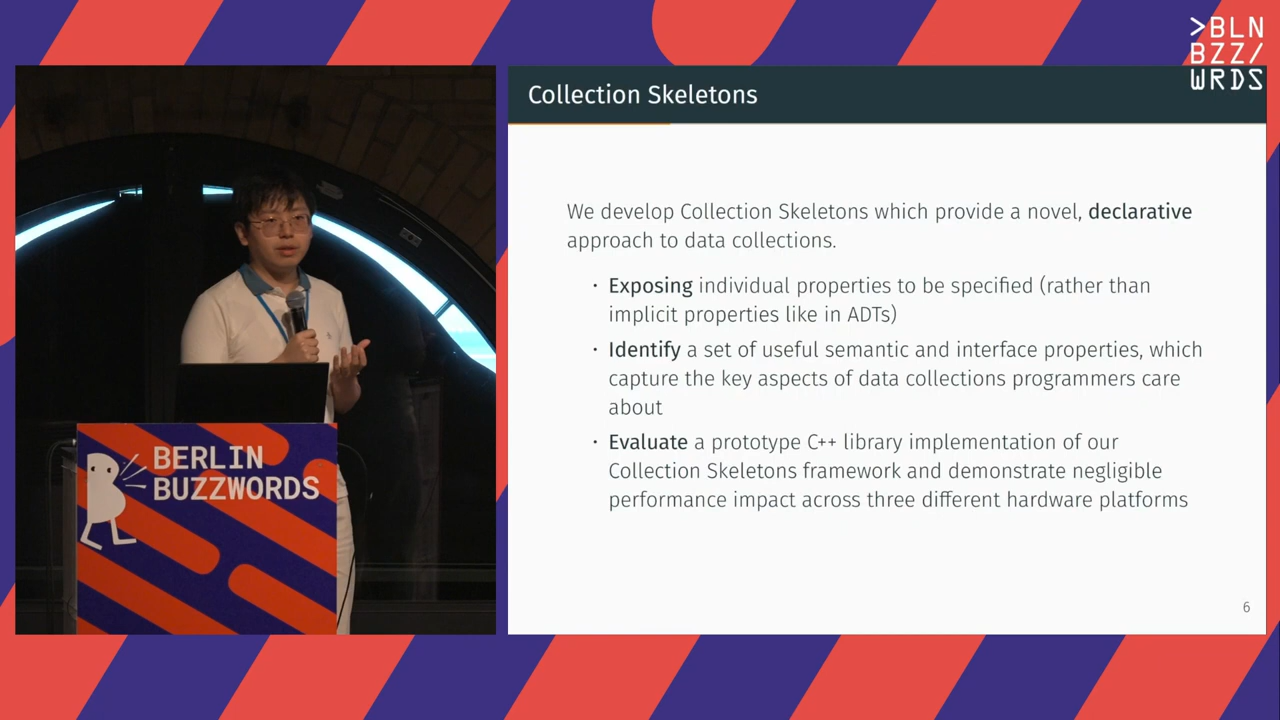 >BLN
BZZ/
WRDS
Collection Skeletons
We develop Collection Skeletons which provide a novel, declarative
approach to data collections.
· Exposing individual properties to be specified (rather than
implicit properties like in ADTs)
· Identify a set of useful semantic and interface properties, which
capture the key aspects of data collections programmers care
about
· Evaluate a prototype C++ library implementation of our
Collection Skeletons framework and demonstrate negligible
performance impact across three different hardware platforms
6
BERLIN
BUZZWORDS